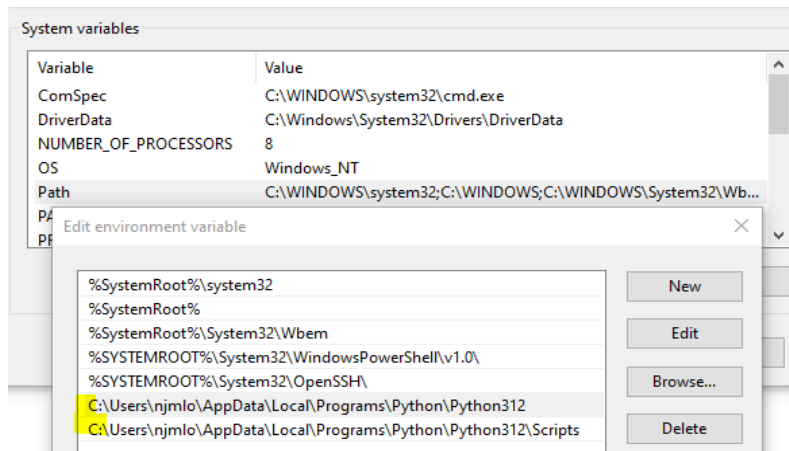 System variables
Variable Value
ComSpec C:\WINDOWS\system32\cmd.exe
DriverData C:\Windows\System32\Drivers\DriverData
NUMBER_OF_PROCESSORS 8
OS Windows_NT
Path C:\WINDOWS\system32;C:\WINDOWS;C:\WINDOWS\System32\Wb...
Edit environment variable
%SystemRoot%\system32
New
%SystemRoot%
%SystemRoot%\System32\Wbem
Edit
%SYSTEMROOT%\System32\WindowsPowerShell\v1.0\
%SYSTEMROOT%\System32\OpenSSH\
Browse...
C:\Users\njmlo\AppData\Local\Programs\Python\Python312
C:\Users\njmlo\AppData\Local\Programs\Python\Python312\Scripts
Delete